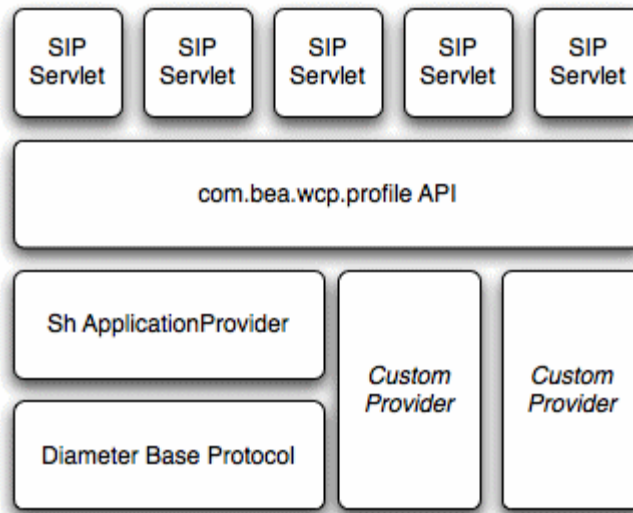 SIP SIP SIP SIP SIP
Servlet Servlet Servlet Servlet Servlet
com.bea.wcp.profile API
Sh ApplicationProvider
Custom Custom
Provider Provider
Diameter Base Protocol